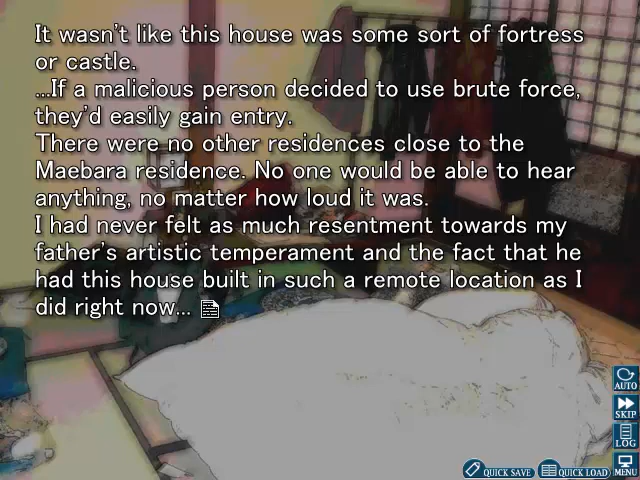 It wasn't like this house was some sort of fortress
or castle.
...If a malicious person decided to use brute force,
they'd easily gain entry.
There were no other residences close to the
Maebara residence. No one would be able to hear
anything, no matter how loud it was.
I had never felt as much resentment towards my
father's artistic temperament and the fact that he
had this house built in such a remote location as I
did right now...
AUTO
SKIP
LOG
QUICK SAVE QUICK LOAD MENU